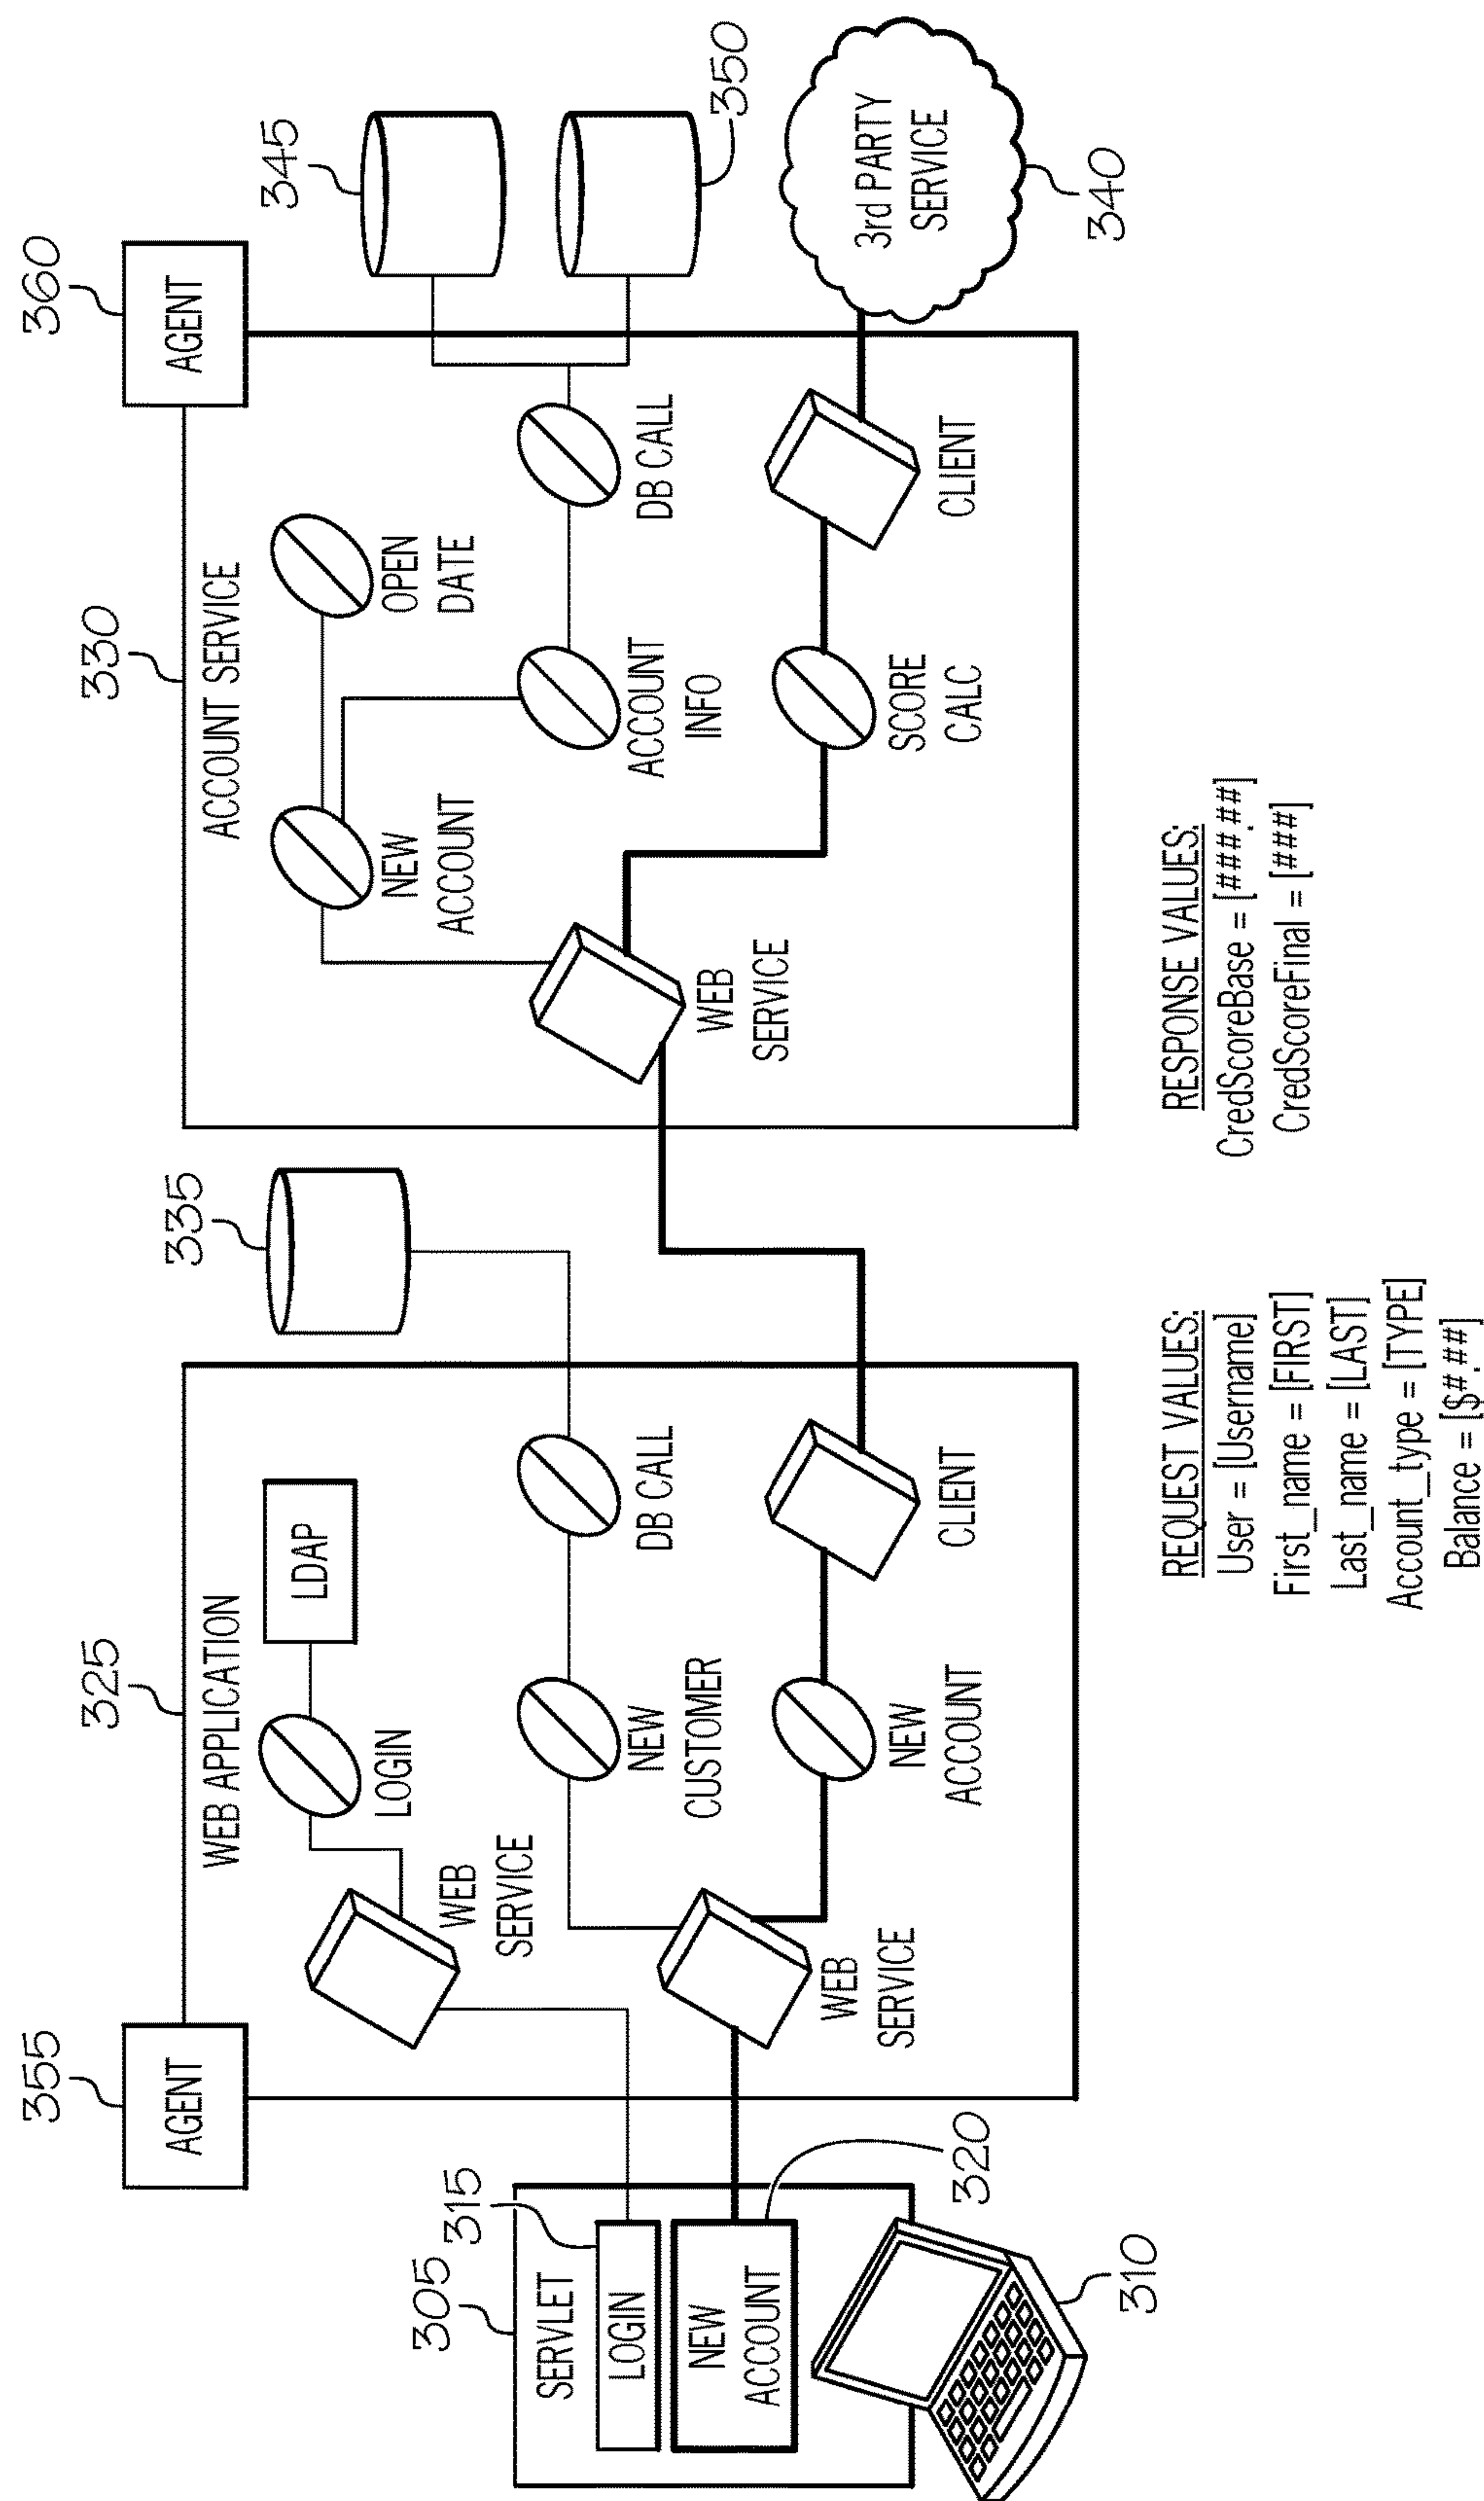 355
AGENT
325
WEB APPLICATION
LOGIN
LDAP
WEB
SERVICE
NEW
CUSTOMER
DB CALL
WEB
SERVICE
NEW
ACCOUNT
CLIENT
305
SERVLET
315
LOGIN
NEW
ACCOUNT
320
310
335
360
AGENT
330
ACCOUNT SERVICE
NEW
ACCOUNT
OPEN
DATE
ACCOUNT
INFO
DB CALL
WEB
SERVICE
SCORE
CALC
CLIENT
345
350
3rd PARTY
SERVICE
340
REQUEST VALUES:
User = [Username]
First_name = [FIRST]
Last_name = [LAST]
Account_type = [TYPE]
Balance = [$#.##]
RESPONSE VALUES:
CredScoreBase = [###.##]
CredScoreFinal = [###]